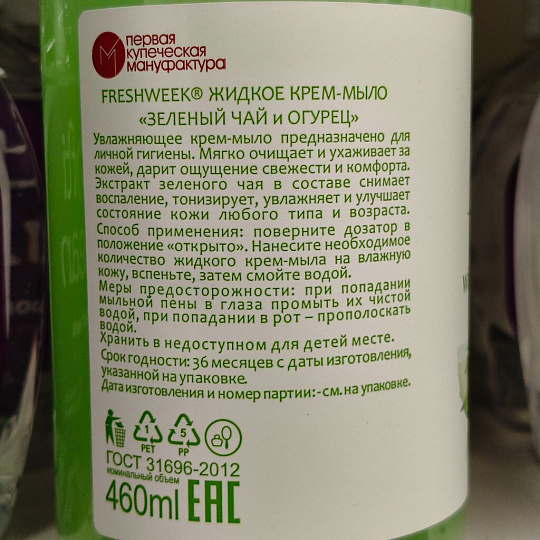 первая
купеческая
мануфактура
FRESHWEEK® ЖИДКОЕ КРЕМ-МЫЛО
«ЗЕЛЕНЫЙ ЧАЙ и ОГУРЕЦ»
Увлажняющее крем-мыло предназначено для
личной гигиены. Мягко очищает и ухаживает за
кожей, дарит ощущение свежести и комфорта.
Экстракт зеленого чая в составе снимает
воспаление, тонизирует, увлажняет и улучшает
состояние кожи любого типа и возраста.
Способ применения: поверните дозатор в
положение «открыто». Нанесите необходимое
количество жидкого крем-мыла на влажную
кожу, вспеньте, затем смойте водой.
Меры предосторожности: при попадании
мыльной пены в глаза промыть их чистой
водой, при попадании в рот – прополоскать
водой.
Хранить в недоступном для детей месте.
Срок годности: 36 месяцев с даты изготовления,
указанной на упаковке.
Дата изготовления и номер партии: - см. на упаковке.
1 5
PET PP
ГОСТ 31696-2012
номинальный объем
460ml EAC